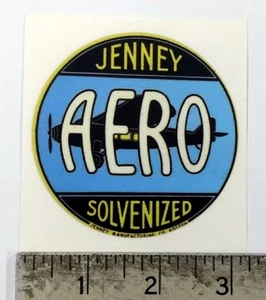 JENNEY
AERO
SOLVENIZED
JENNEY MANUFACTURING CO. BOSTON
1 2 3